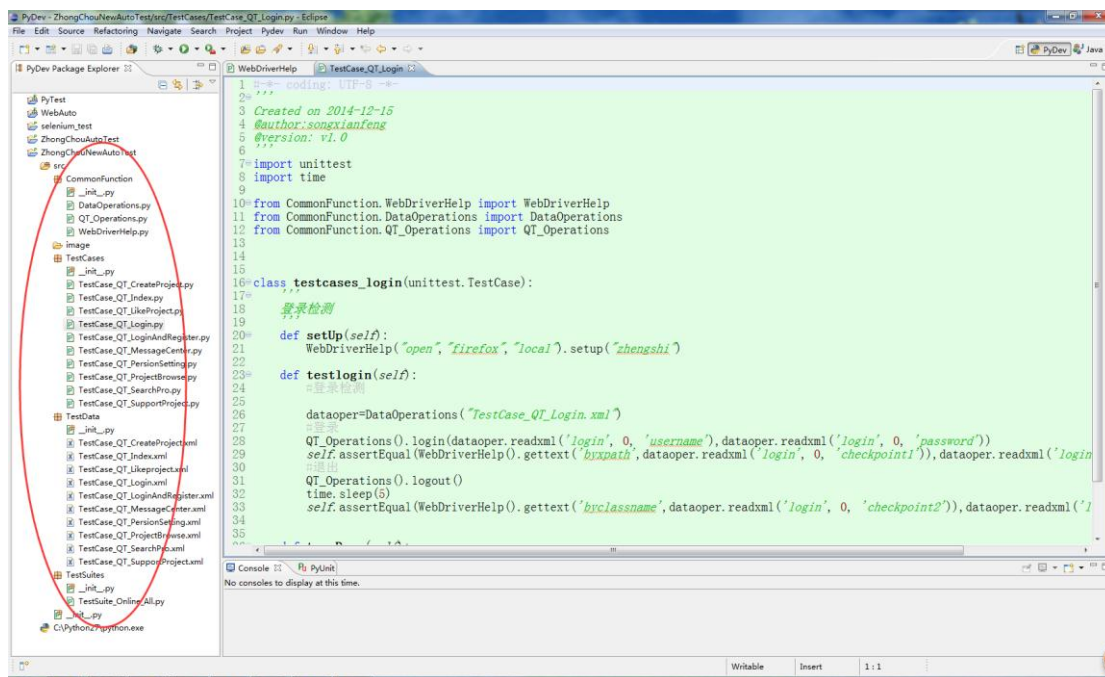 PyDev - ZhongChouNewAutoTest/src/TestCases/TestCase_QT_Login.py - Eclipse
File Edit Source Refactoring Navigate Search Project Pydev Run Window Help
PyDev Java
PyDev Package Explorer
PyTest
WebAuto
selenium_test
ZhongChouAutoTest
ZhongChouNewAutoTest
src
CommonFunction
__init__.py
DataOperations.py
QT_Operations.py
WebDriverHelp.py
image
TestCases
__init__.py
TestCase_QT_CreateProject.py
TestCase_QT_Index.py
TestCase_QT_LikeProject.py
TestCase_QT_Login.py
TestCase_QT_LoginAndRegister.py
TestCase_QT_MessageCenter.py
TestCase_QT_PersionSetting.py
TestCase_QT_ProjectBrowse.py
TestCase_QT_SearchPro.py
TestCase_QT_SupportProject.py
TestData
__init__.py
TestCase_QT_CreateProject.xml
TestCase_QT_Index.xml
TestCase_QT_Likeproject.xml
TestCase_QT_Login.xml
TestCase_QT_LoginAndRegister.xml
TestCase_QT_MessageCenter.xml
TestCase_QT_PersionSetting.xml
TestCase_QT_ProjectBrowse.xml
TestCase_QT_SearchPro.xml
TestCase_QT_SupportProject.xml
TestSuites
__init__.py
TestSuite_Online_All.py
__init__.py
C:\Python27\python.exe
WebDriverHelp TestCase_QT_Login
1 #-*- coding: UTF-8 -*-
2 '''
3 Created on 2014-12-15
4 @author:songxianfeng
5 @version: v1.0
6 '''
7 import unittest
8 import time
9
10 from CommonFunction.WebDriverHelp import WebDriverHelp
11 from CommonFunction.DataOperations import DataOperations
12 from CommonFunction.QT_Operations import QT_Operations
13
14
15
16 class testcases_login(unittest.TestCase):
17 '''
18 登录检测
19 '''
20 def setUp(self):
21 WebDriverHelp("open","firefox","local").setup("zhengshi")
22
23 def testlogin(self):
24 #登录检测
25
26 dataoper=DataOperations("TestCase_QT_Login.xml")
27 #登录
28 QT_Operations().login(dataoper.readxml('login', 0, 'username'),dataoper.readxml('login', 0, 'password'))
29 self.assertEqual(WebDriverHelp().gettext('byxpath',dataoper.readxml('login', 0, 'checkpoint1')),dataoper.readxml('login
30 #退出
31 QT_Operations().logout()
32 time.sleep(5)
33 self.assertEqual(WebDriverHelp().gettext('byclassname',dataoper.readxml('login', 0, 'checkpoint2')),dataoper.readxml('l
34
35
Console PyUnit
No consoles to display at this time.
Writable Insert 1 : 1